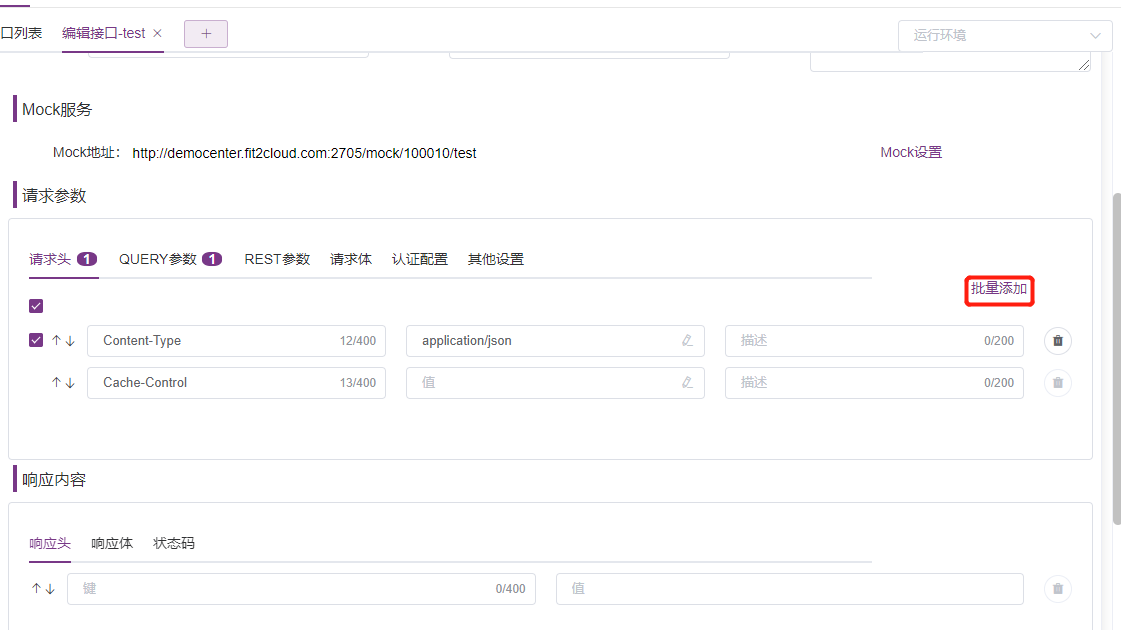 口列表 编辑接口-test × + 运行环境
Mock服务
Mock地址： http://democenter.fit2cloud.com:2705/mock/100010/test Mock设置
请求参数
请求头 1 QUERY参数 1 REST参数 请求体 认证配置 其他设置
批量添加
Content-Type 12/400 application/json 描述 0/200
Cache-Control 13/400 值 描述 0/200
响应内容
响应头 响应体 状态码
键 0/400 值